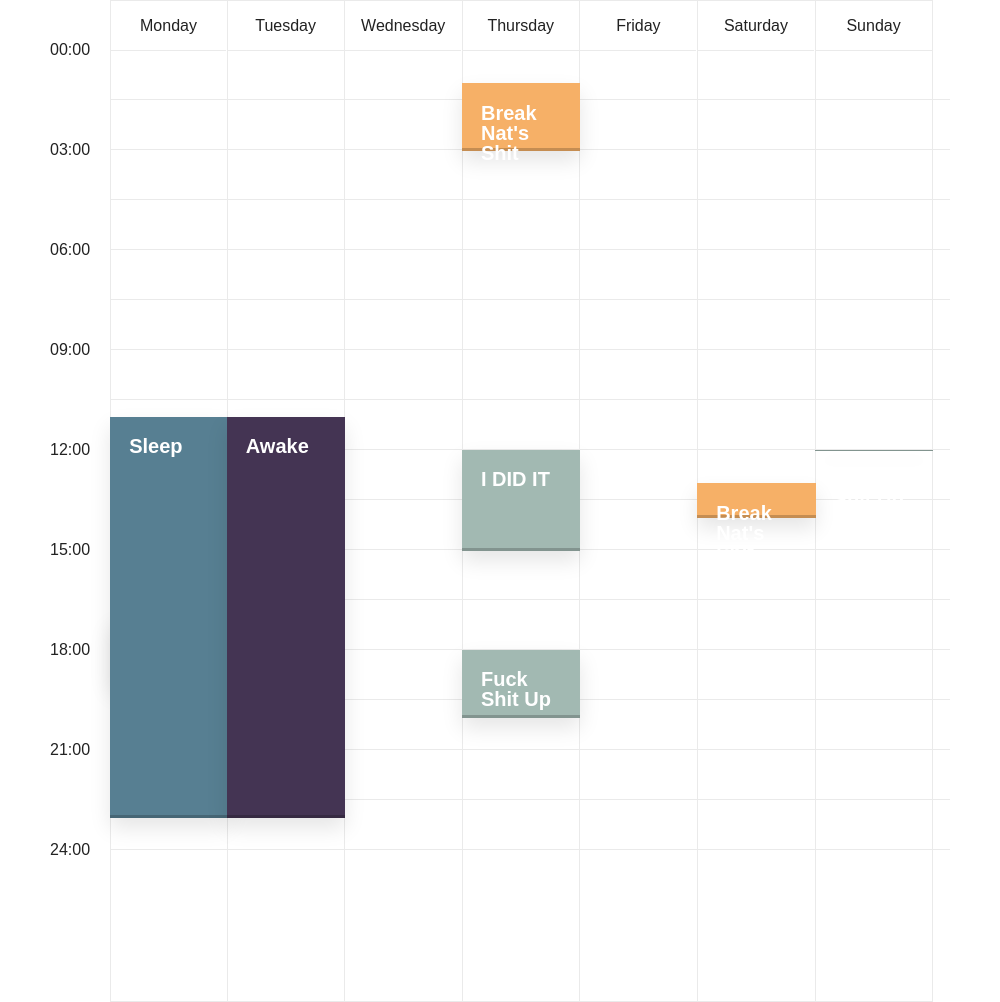 Monday
Tuesday
Wednesday
Thursday
Friday
Saturday
Sunday
00:00
Break
Nat's
Shit
03:00
06:00
09:00
Sleep
Awake
12:00
I DID IT
Break
Nat's
15:00
18:00
Fuck
Shit Up
21:00
24:00